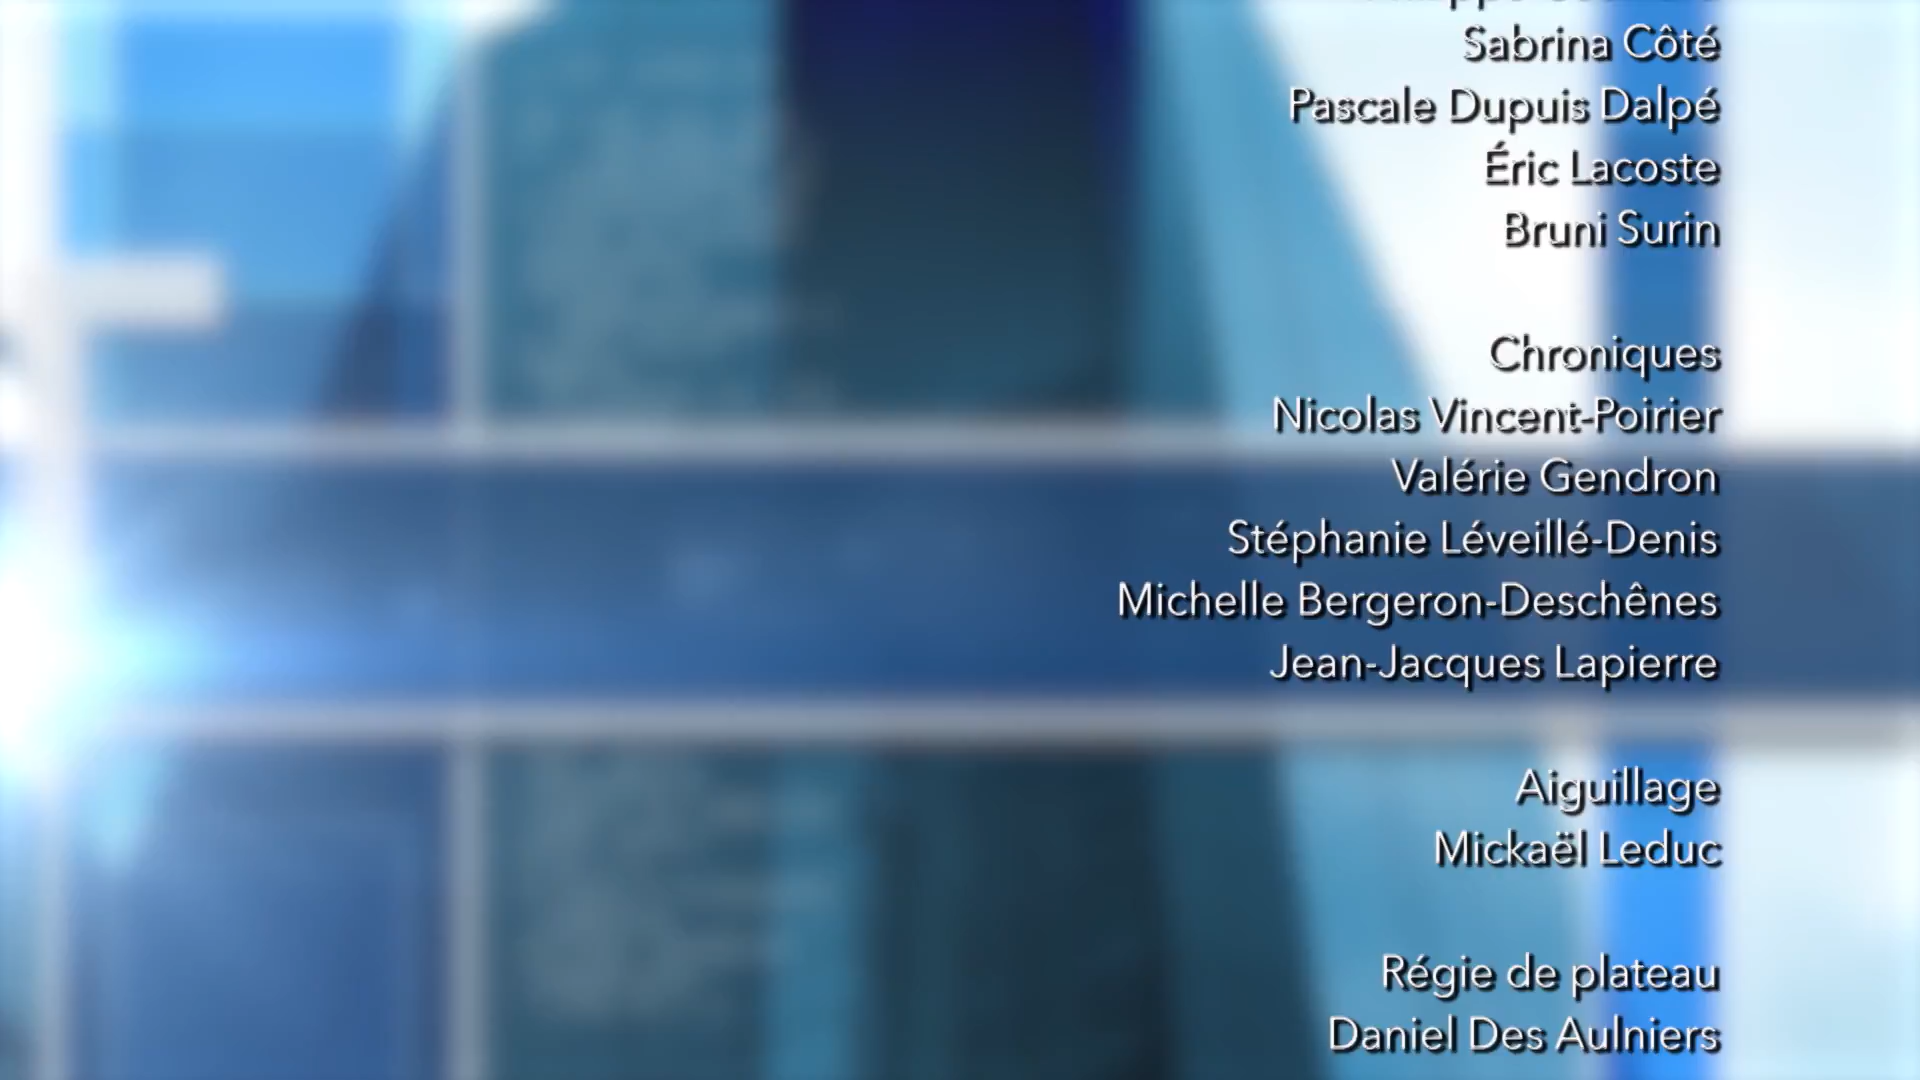 Sabrina Côté
Pascale Dupuis Dalpé
Éric Lacoste
Bruni Surin
Chroniques
Nicolas Vincent-Poirier
Valérie Gendron
Stéphanie Léveillé-Denis
Michelle Bergeron-Deschênes
Jean-Jacques Lapierre
Aiguillage
Mickaël Leduc
Régie de plateau
Daniel Des Aulniers